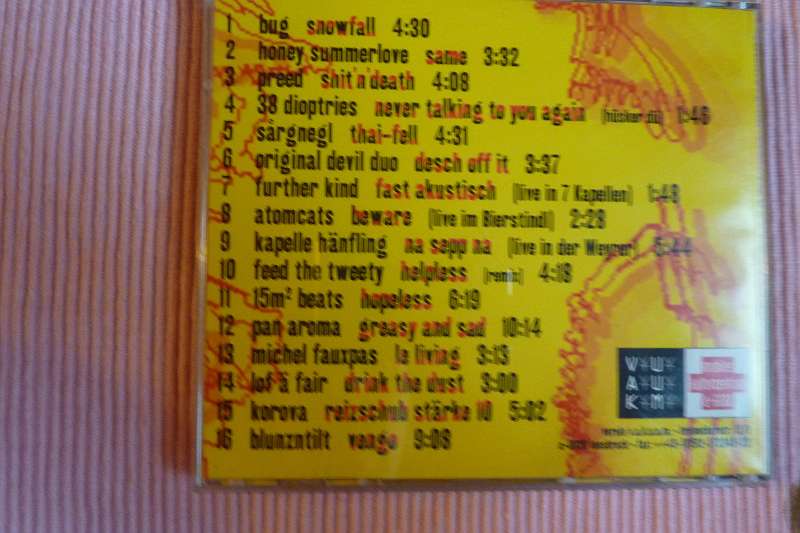 1 bug snowfall 4:30
2 honey summerlove same 3:32
3 preed shit'n'death 4:08
4 38 dioptries never talking to you again (hüsker dü) 1:46
5 sargnegl thai-fell 4:31
6 original devil duo desch off it 3:37
7 further kind fast akustisch (live in 7 Kapellen) 1:48
8 atomcats beware (live im Bierstindl) 2:28
9 kapelle hänfling na sepp na (live in der Weyrer) 5:44
10 feed the tweety helpless (remix) 4:18
11 15m² beats hopeless 6:19
12 pan aroma greasy and sad 10:14
13 michel fauxpas le living 3:13
14 lof à fair drink the dust 3:00
15 korova reizschub stärke 10 5:02
16 blunzntilt venga 9:08
V*W*
A*W*
K*M*